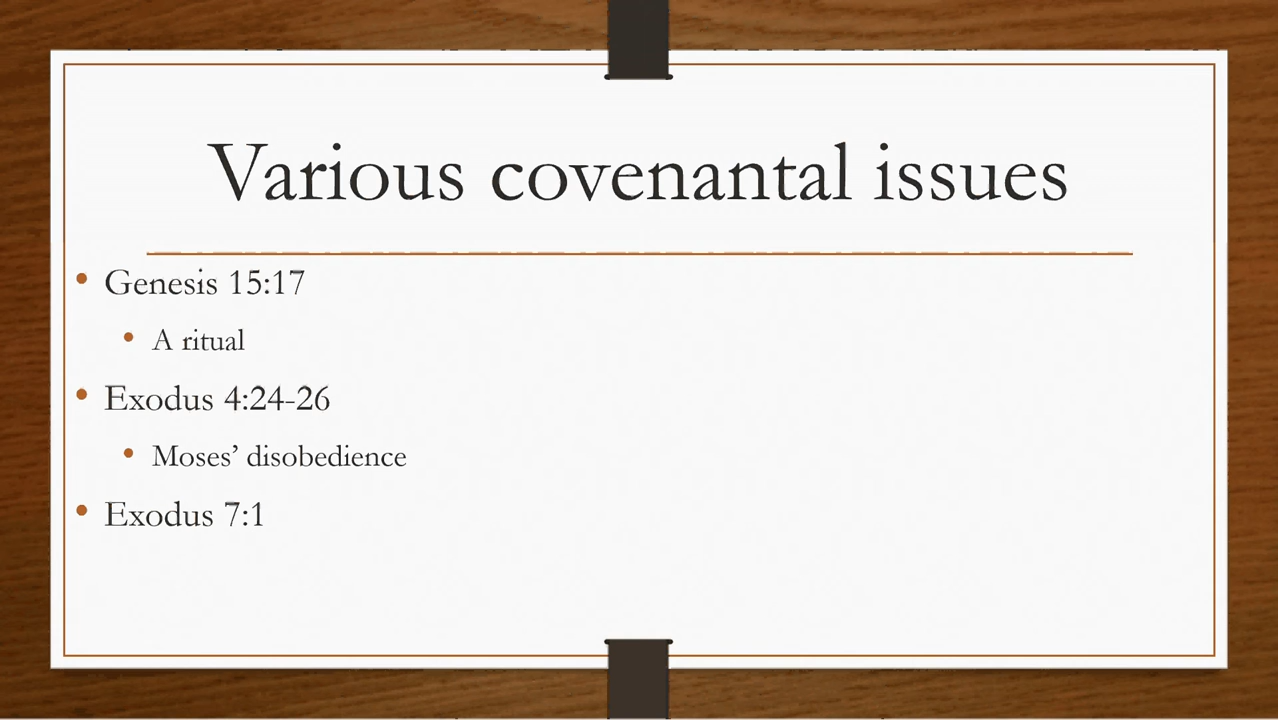 Various covenantal issues
• Genesis 15:17
• A ritual
• Exodus 4:24-26
• Moses’ disobedience
• Exodus 7:1